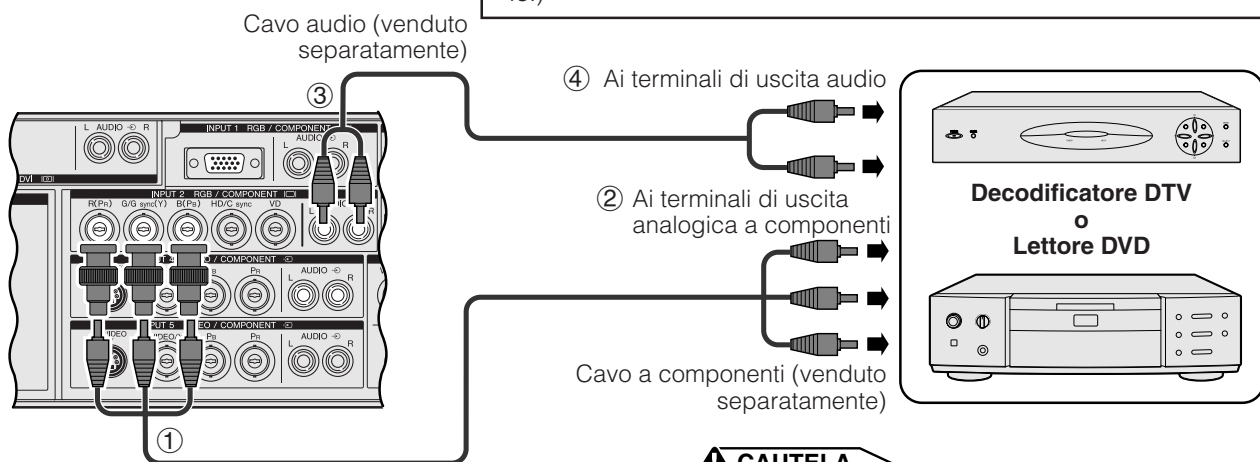 Cavo audio (venduto
separatamente)
③
④ Ai terminali di uscita audio
L AUDIO R
INPUT 1 RGB / COMPONENT
AUDIO
L R
DVI
INPUT 2 RGB / COMPONENT
R(PR) G/G sync(Y) B(PB) HD/C sync VD
L R
② Ai terminali di uscita
analogica a componenti
Decodificatore DTV
o
Lettore DVD
/ COMPONENT
PR
L AUDIO R
INPUT 5 VIDEO / COMPONENT
PB PR
L AUDIO R
Cavo a componenti (venduto
separatamente)
①
CAUTELA